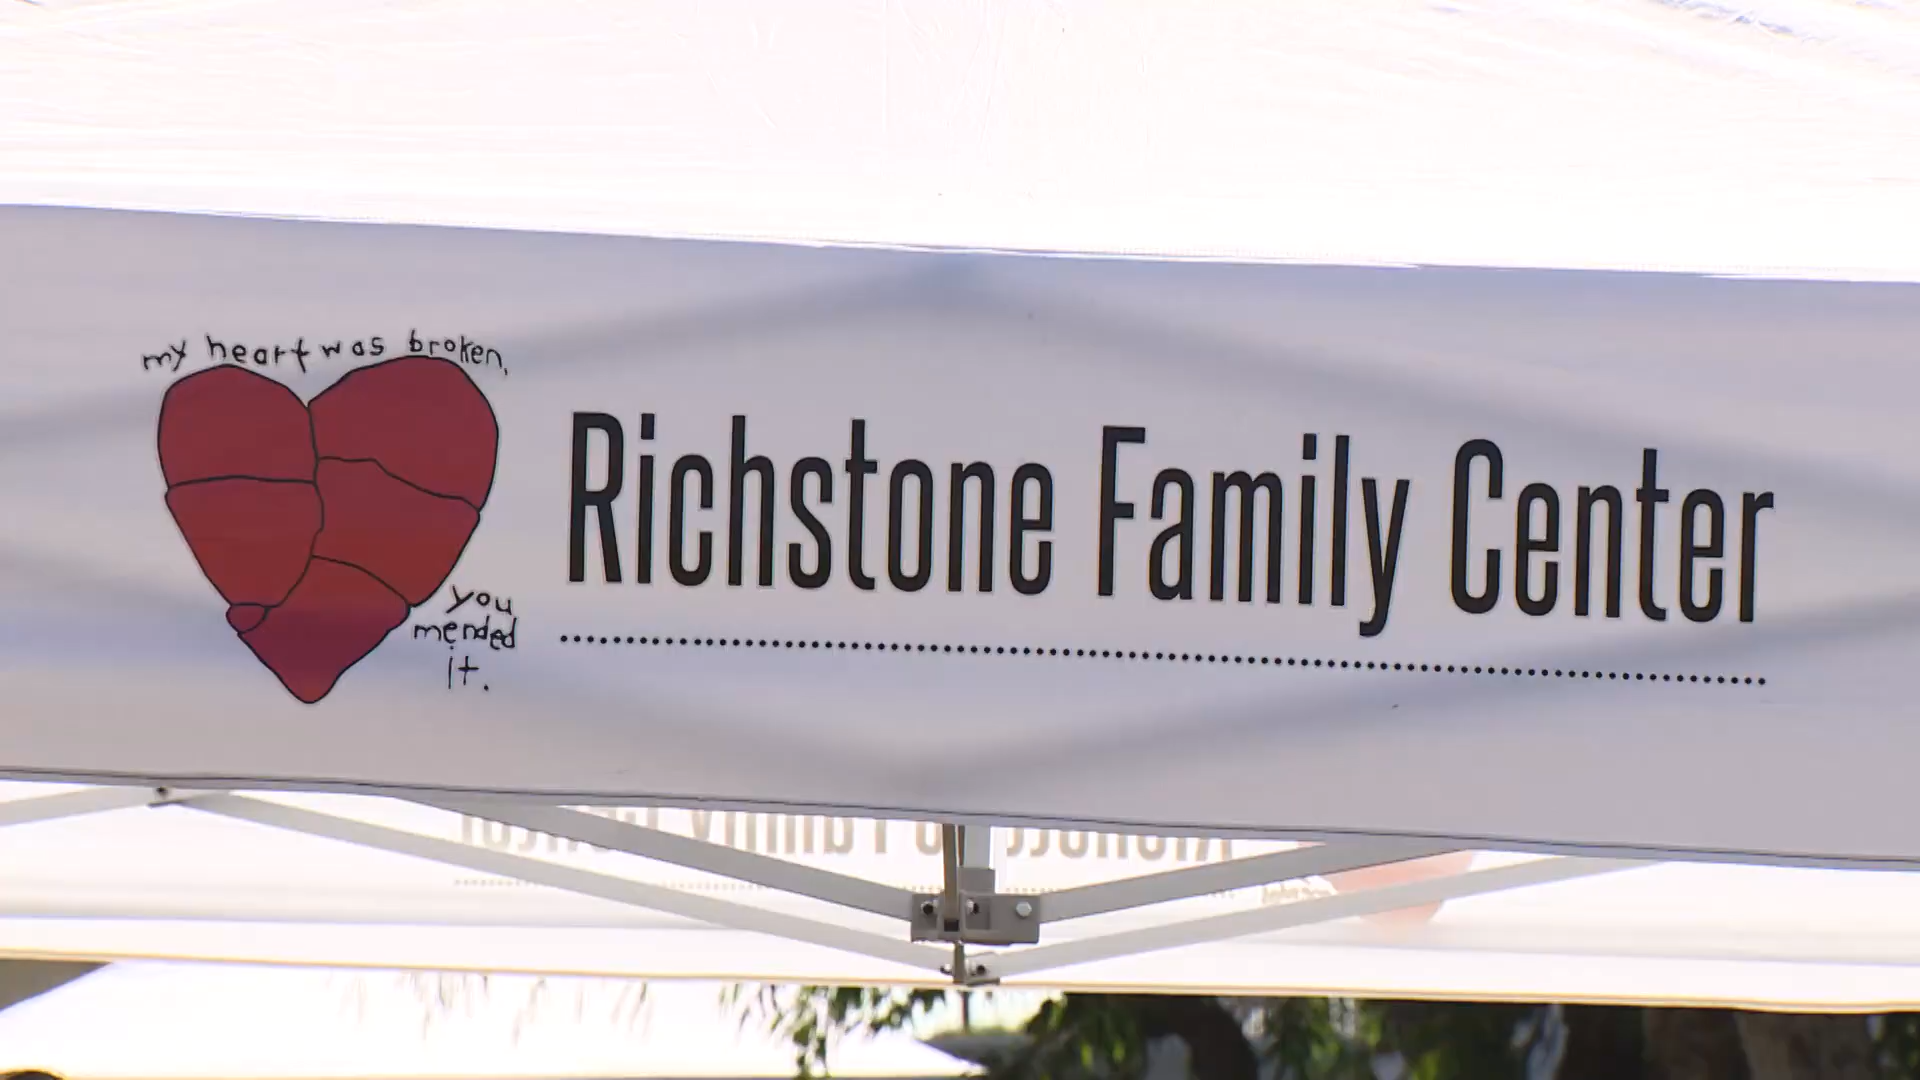 my heart was broken,
you
mended
it.
Richstone Family Center